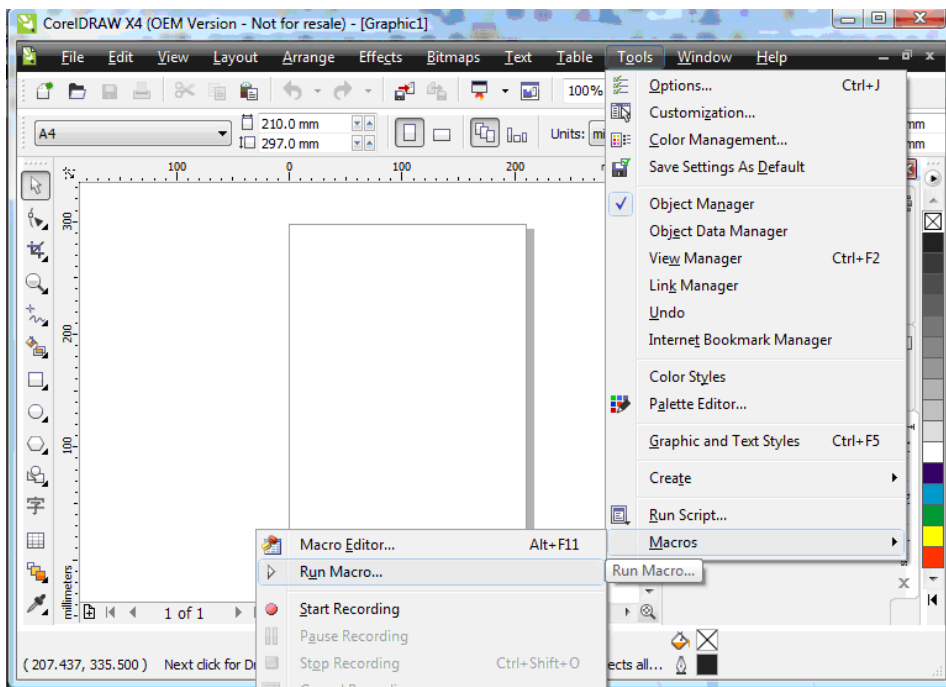 CorelDRAW X4 (OEM Version - Not for resale) - [Graphic1]
File Edit View Layout Arrange Effects Bitmaps Text Table Tools Window Help
100%
A4
210.0 mm
297.0 mm
Units:
mm
mm
100 0 100 200
300
200
100
millimeters
字
Options... Ctrl+J
Customization...
Color Management...
Save Settings As Default
Object Manager
Object Data Manager
View Manager Ctrl+F2
Link Manager
Undo
Internet Bookmark Manager
Color Styles
Palette Editor...
Graphic and Text Styles Ctrl+F5
Create
Run Script...
Macros
Macro Editor... Alt+F11
Run Macro...
Run Macro...
Start Recording
Pause Recording
Stop Recording Ctrl+Shift+O
1 of 1
( 207.437, 335.500 ) Next click for
ects all...